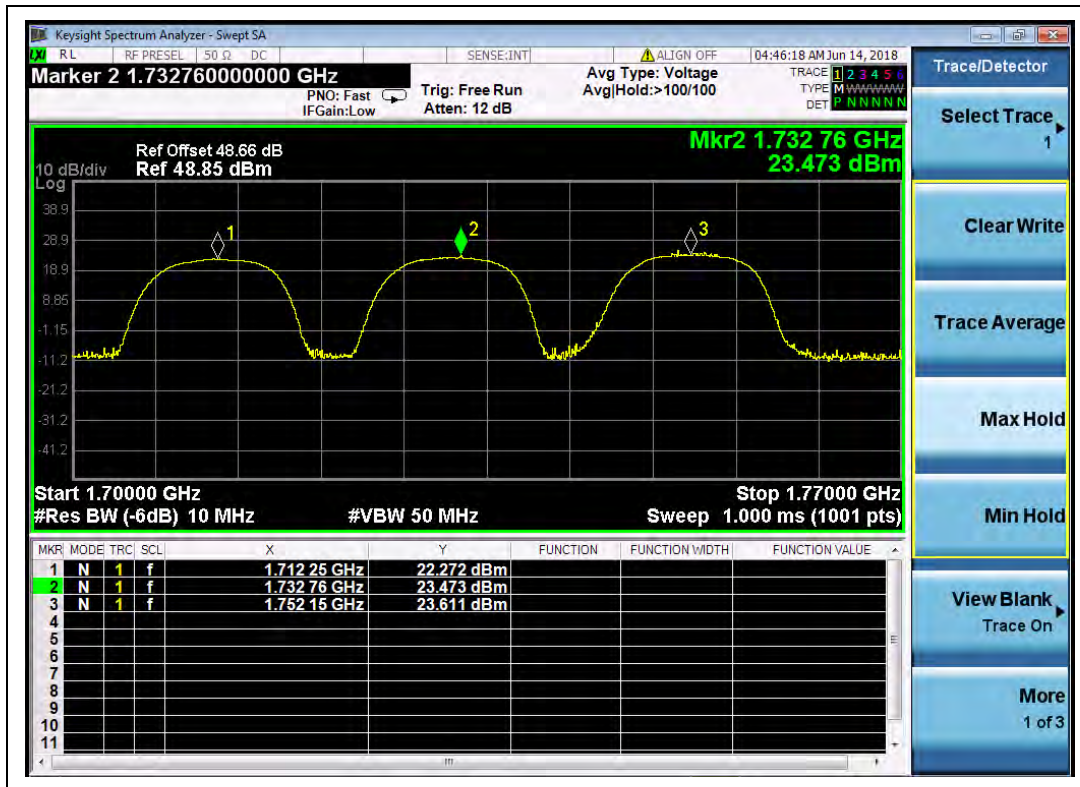 Keysight Spectrum Analyzer - Swept SA
LXI RL RF PRESEL 50 Ω DC SENSE:INT ALIGN OFF 04:46:18 AM Jun 14, 2018
Marker 2 1.732760000000 GHz
PNO: Fast
IFGain:Low
Trig: Free Run
Atten: 12 dB
Avg Type: Voltage
Avg|Hold:>100/100
TRACE 1 2 3 4 5 6
TYPE M WWWWW
DET P N N N N N
Mkr2 1.732 76 GHz
23.473 dBm
Ref Offset 48.66 dB
10 dB/div Ref 48.85 dBm
Log
38.9
28.9
18.9
8.85
-1.15
-11.2
-21.2
-31.2
-41.2
1
2
3
Start 1.70000 GHz Stop 1.77000 GHz
#Res BW (-6dB) 10 MHz #VBW 50 MHz Sweep 1.000 ms (1001 pts)
MKR MODE TRC SCL X Y FUNCTION FUNCTION WIDTH FUNCTION VALUE
1 N 1 f 1.712 25 GHz 22.272 dBm
2 N 1 f 1.732 76 GHz 23.473 dBm
3 N 1 f 1.752 15 GHz 23.611 dBm
4
5
6
7
8
9
10
11
Trace/Detector
Select Trace
1
Clear Write
Trace Average
Max Hold
Min Hold
View Blank
Trace On
More
1 of 3